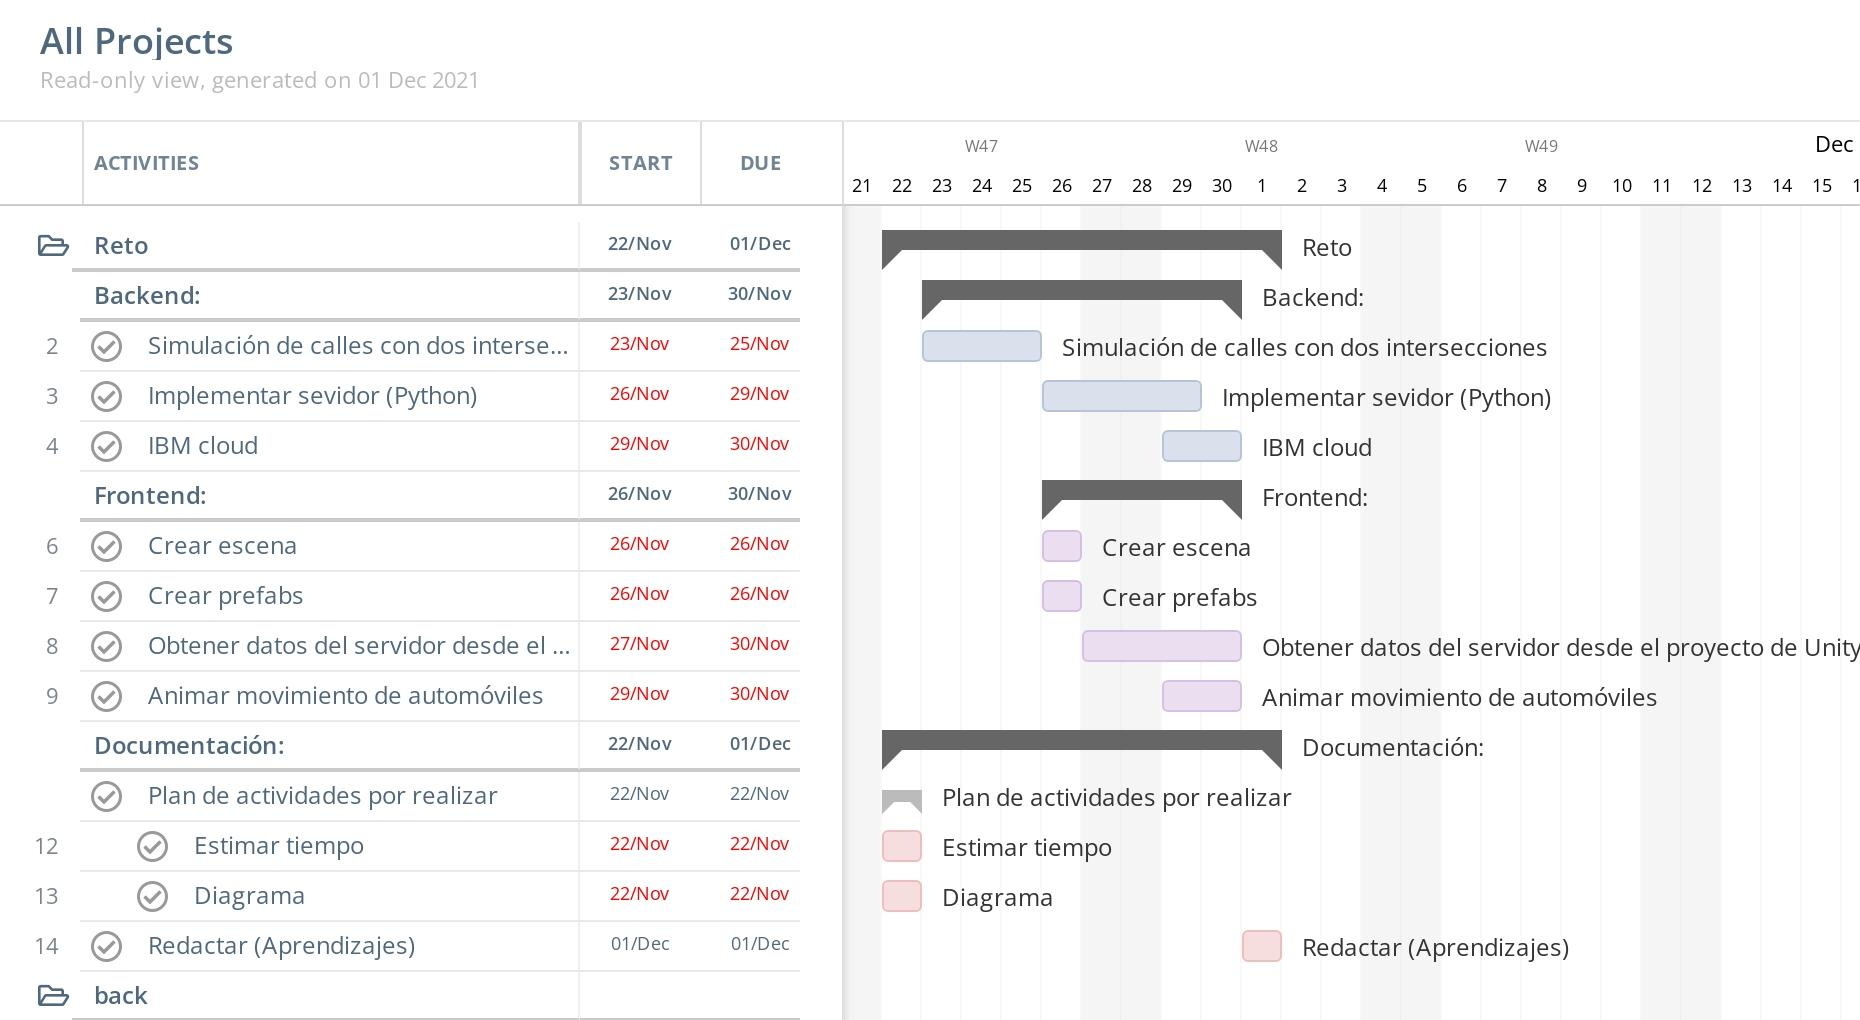 All Projects
Read-only view, generated on 01 Dec 2021
ACTIVITIES START DUE W47 W48 W49 Dec
21 22 23 24 25 26 27 28 29 30 1 2 3 4 5 6 7 8 9 10 11 12 13 14 15 1
Reto 22/Nov 01/Dec Reto
Backend: 23/Nov 30/Nov Backend:
2 Simulación de calles con dos interse... 23/Nov 25/Nov Simulación de calles con dos intersecciones
3 Implementar sevidor (Python) 26/Nov 29/Nov Implementar sevidor (Python)
4 IBM cloud 29/Nov 30/Nov IBM cloud
Frontend: 26/Nov 30/Nov Frontend:
6 Crear escena 26/Nov 26/Nov Crear escena
7 Crear prefabs 26/Nov 26/Nov Crear prefabs
8 Obtener datos del servidor desde el ... 27/Nov 30/Nov Obtener datos del servidor desde el proyecto de Unity
9 Animar movimiento de automóviles 29/Nov 30/Nov Animar movimiento de automóviles
Documentación: 22/Nov 01/Dec Documentación:
Plan de actividades por realizar 22/Nov 22/Nov Plan de actividades por realizar
12 Estimar tiempo 22/Nov 22/Nov Estimar tiempo
13 Diagrama 22/Nov 22/Nov Diagrama
14 Redactar (Aprendizajes) 01/Dec 01/Dec Redactar (Aprendizajes)
back